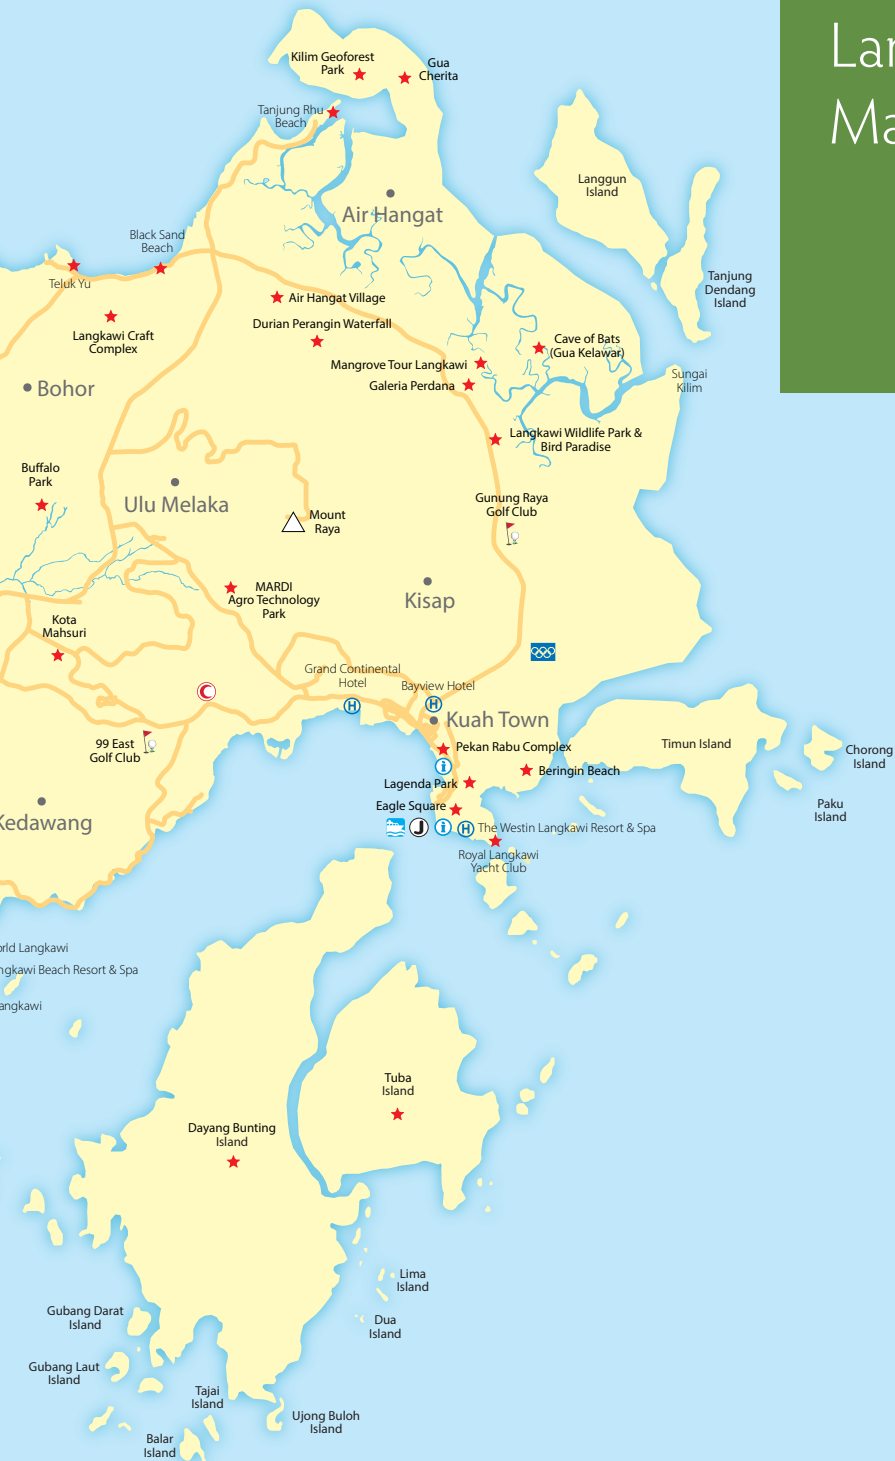 Lan
Ma
Kilim Geoforest
Park
Gua
Cherita
Tanjung Rhu
Beach
Langgun
Island
Air Hangat
Black Sand
Beach
Teluk Yu
Tanjung
Dendang
Island
Air Hangat Village
Langkawi Craft
Complex
Durian Perangin Waterfall
Cave of Bats
(Gua Kelawar)
Mangrove Tour Langkawi
Galeria Perdana
Sungai
Kilim
Bohor
Langkawi Wildlife Park &
Bird Paradise
Buffalo
Park
Ulu Melaka
Gunung Raya
Golf Club
Mount
Raya
MARDI
Agro Technology
Park
Kisap
Kota
Mahsuri
Grand Continental
Hotel
Bayview Hotel
H
H
Kuah Town
99 East
Golf Club
Pekan Rabu Complex
Timun Island
Chorong
Island
i
Beringin Beach
Lagenda Park
Paku
Island
Eagle Square
Kedawang
J
i
H
The Westin Langkawi Resort & Spa
Royal Langkawi
Yacht Club
orld Langkawi
ngkawi Beach Resort & Spa
angkawi
Tuba
Island
Dayang Bunting
Island
Lima
Island
Gubang Darat
Island
Dua
Island
Gubang Laut
Island
Tajai
Island
Ujong Buloh
Island
Balar
Island